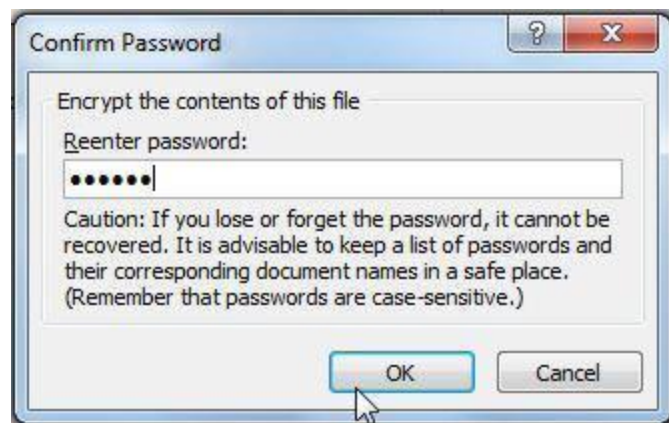 Confirm Password
Encrypt the contents of this file
Reenter password:
••••••
Caution: If you lose or forget the password, it cannot be
recovered. It is advisable to keep a list of passwords and
their corresponding document names in a safe place.
(Remember that passwords are case-sensitive.)
OK
Cancel